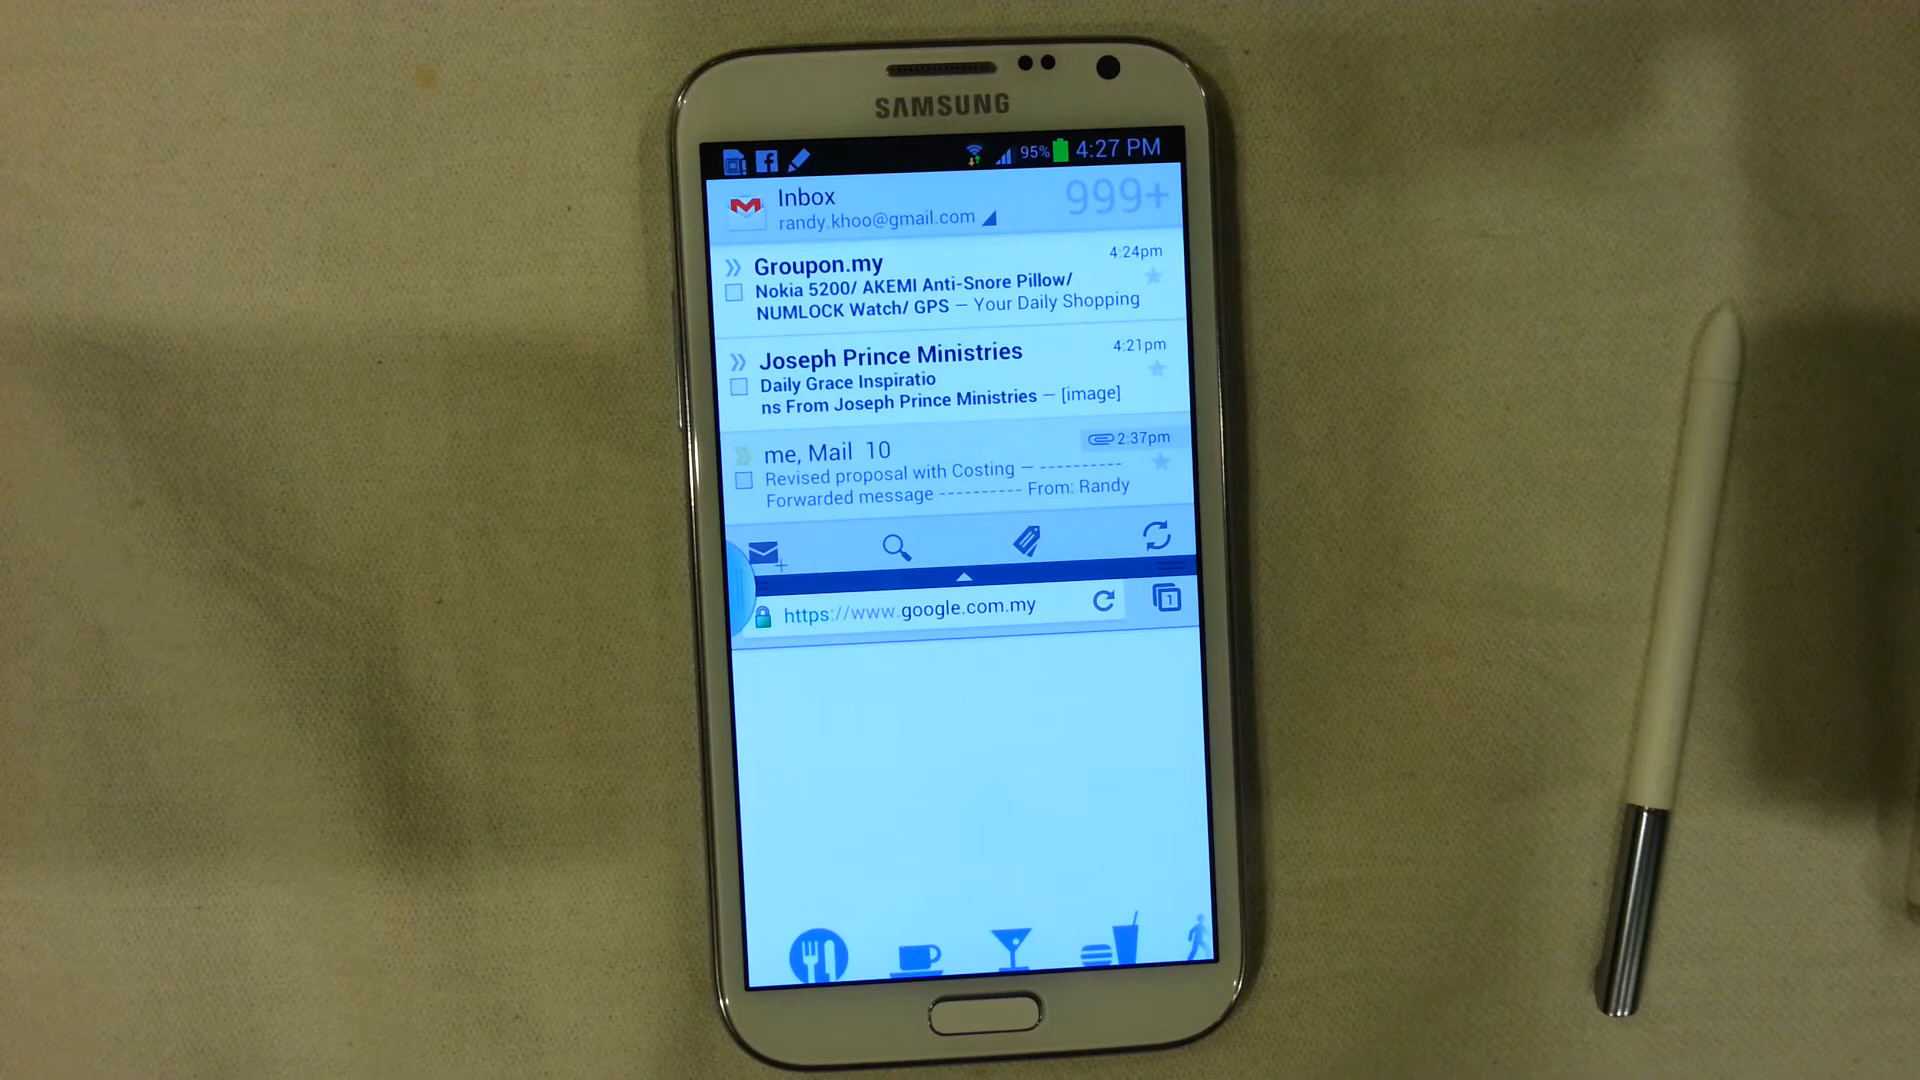 SAMSUNG
95% 4:27 PM
Inbox
999+
randy.khoo@gmail.com
Groupon.my
4:24pm
Nokia 5200/ AKEMI Anti-Snore Pillow/
NUMLOCK Watch/ GPS — Your Daily Shopping
Joseph Prince Ministries
4:21pm
Daily Grace Inspiratio
ns From Joseph Prince Ministries — [image]
me, Mail 10
2:37pm
Revised proposal with Costing — ----------
Forwarded message ---------- From: Randy
https://www.google.com.my
1